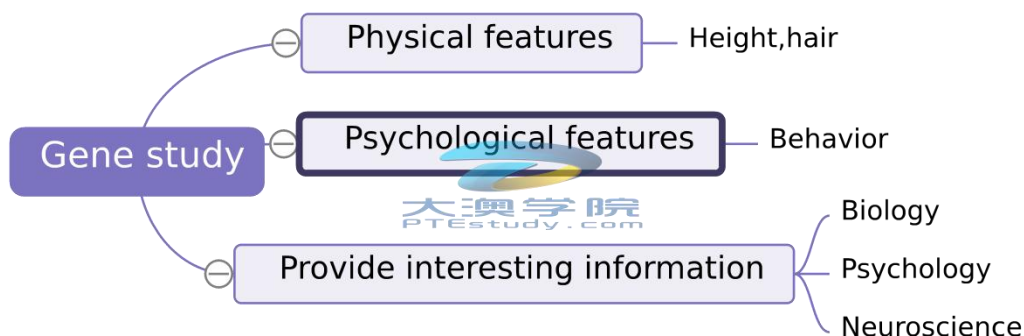 Physical features
Height,hair
Gene study
Psychological features
Behavior
大澳学院
PTEstudy.com
Provide interesting information
Biology
Psychology
Neuroscience